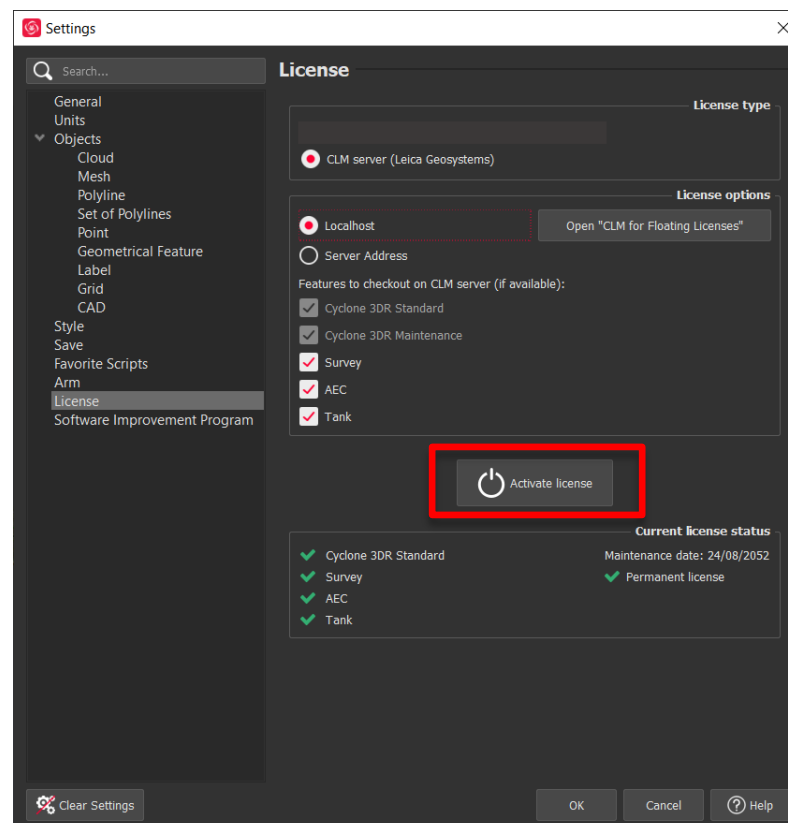 Settings
Search...
General
Units
Objects
Cloud
Mesh
Polyline
Set of Polylines
Point
Geometrical Feature
Label
Grid
CAD
Style
Save
Favorite Scripts
Arm
License
Software Improvement Program
License
License type
CLM server (Leica Geosystems)
License options
Localhost
Open "CLM for Floating Licenses"
Server Address
Features to checkout on CLM server (if available):
Cyclone 3DR Standard
Cyclone 3DR Maintenance
Survey
AEC
Tank
Activate license
Current license status
Cyclone 3DR Standard
Maintenance date: 24/08/2052
Survey
Permanent license
AEC
Tank
Clear Settings
OK
Cancel
Help